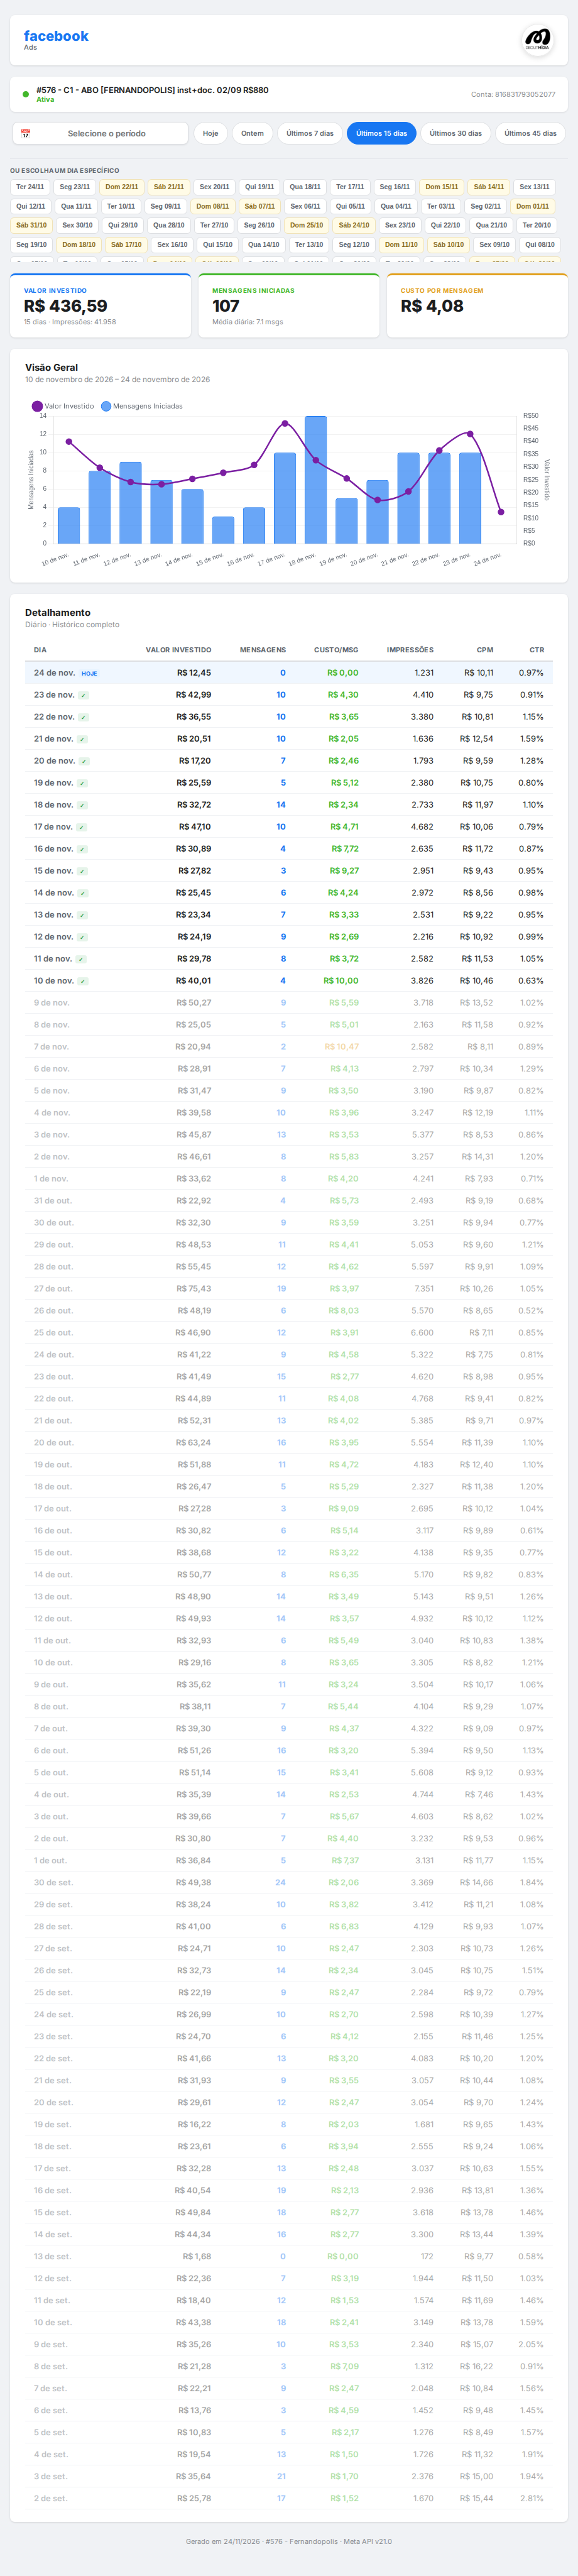 facebook
Ads
DECOTMÍDIA
#576 - C1 - ABO [FERNANDOPOLIS] inst+doc. 02/09 R$880
Ativa
Conta: 816831793052077
Selecione o período Hoje Ontem Últimos 7 dias Últimos 15 dias Últimos 30 dias Últimos 45 dias
OU ESCOLHA UM DIA ESPECÍFICO
Ter 24/11 Seg 23/11 Dom 22/11 Sáb 21/11 Sex 20/11 Qui 19/11 Qua 18/11 Ter 17/11 Seg 16/11 Dom 15/11 Sáb 14/11 Sex 13/11
Qui 12/11 Qua 11/11 Ter 10/11 Seg 09/11 Dom 08/11 Sáb 07/11 Sex 06/11 Qui 05/11 Qua 04/11 Ter 03/11 Seg 02/11 Dom 01/11
Sáb 31/10 Sex 30/10 Qui 29/10 Qua 28/10 Ter 27/10 Seg 26/10 Dom 25/10 Sáb 24/10 Sex 23/10 Qui 22/10 Qua 21/10 Ter 20/10
Seg 19/10 Dom 18/10 Sáb 17/10 Sex 16/10 Qui 15/10 Qua 14/10 Ter 13/10 Seg 12/10 Dom 11/10 Sáb 10/10 Sex 09/10 Qui 08/10
VALOR INVESTIDO
R$ 436,59
15 dias · Impressões: 41.958
MENSAGENS INICIADAS
107
Média diária: 7.1 msgs
CUSTO POR MENSAGEM
R$ 4,08
Visão Geral
10 de novembro de 2026 – 24 de novembro de 2026
Valor Investido Mensagens Iniciadas
14
12
10
8
6
4
2
0
Mensagens Iniciadas
R$50
R$45
R$40
R$35
R$30
R$25
R$20
R$15
R$10
R$5
R$0
Valor Investido
10 de nov. 11 de nov. 12 de nov. 13 de nov. 14 de nov. 15 de nov. 16 de nov. 17 de nov. 18 de nov. 19 de nov. 20 de nov. 21 de nov. 22 de nov. 23 de nov. 24 de nov.
Detalhamento
Diário · Histórico completo
DIA VALOR INVESTIDO MENSAGENS CUSTO/MSG IMPRESSÕES CPM CTR
24 de nov. HOJE R$ 12,45 0 R$ 0,00 1.231 R$ 10,11 0.97%
23 de nov. ✓ R$ 42,99 10 R$ 4,30 4.410 R$ 9,75 0.91%
22 de nov. ✓ R$ 36,55 10 R$ 3,65 3.380 R$ 10,81 1.15%
21 de nov. ✓ R$ 20,51 10 R$ 2,05 1.636 R$ 12,54 1.59%
20 de nov. ✓ R$ 17,20 7 R$ 2,46 1.793 R$ 9,59 1.28%
19 de nov. ✓ R$ 25,59 5 R$ 5,12 2.380 R$ 10,75 0.80%
18 de nov. ✓ R$ 32,72 14 R$ 2,34 2.733 R$ 11,97 1.10%
17 de nov. ✓ R$ 47,10 10 R$ 4,71 4.682 R$ 10,06 0.79%
16 de nov. ✓ R$ 30,89 4 R$ 7,72 2.635 R$ 11,72 0.87%
15 de nov. ✓ R$ 27,82 3 R$ 9,27 2.951 R$ 9,43 0.95%
14 de nov. ✓ R$ 25,45 6 R$ 4,24 2.972 R$ 8,56 0.98%
13 de nov. ✓ R$ 23,34 7 R$ 3,33 2.531 R$ 9,22 0.95%
12 de nov. ✓ R$ 24,19 9 R$ 2,69 2.216 R$ 10,92 0.99%
11 de nov. ✓ R$ 29,78 8 R$ 3,72 2.582 R$ 11,53 1.05%
10 de nov. ✓ R$ 40,01 4 R$ 10,00 3.826 R$ 10,46 0.63%
9 de nov. R$ 50,27 9 R$ 5,59 3.718 R$ 13,52 1.02%
8 de nov. R$ 25,05 5 R$ 5,01 2.163 R$ 11,58 0.92%
7 de nov. R$ 20,94 2 R$ 10,47 2.582 R$ 8,11 0.89%
6 de nov. R$ 28,91 7 R$ 4,13 2.797 R$ 10,34 1.29%
5 de nov. R$ 31,47 9 R$ 3,50 3.190 R$ 9,87 0.82%
4 de nov. R$ 39,58 10 R$ 3,96 3.247 R$ 12,19 1.11%
3 de nov. R$ 45,87 13 R$ 3,53 5.377 R$ 8,53 0.86%
2 de nov. R$ 46,61 8 R$ 5,83 3.257 R$ 14,31 1.20%
1 de nov. R$ 33,62 8 R$ 4,20 4.241 R$ 7,93 0.71%
31 de out. R$ 22,92 4 R$ 5,73 2.493 R$ 9,19 0.68%
30 de out. R$ 32,30 9 R$ 3,59 3.251 R$ 9,94 0.77%
29 de out. R$ 48,53 11 R$ 4,41 5.053 R$ 9,60 1.21%
28 de out. R$ 55,45 12 R$ 4,62 5.597 R$ 9,91 1.09%
27 de out. R$ 75,43 19 R$ 3,97 7.351 R$ 10,26 1.05%
26 de out. R$ 48,19 6 R$ 8,03 5.570 R$ 8,65 0.52%
25 de out. R$ 46,90 12 R$ 3,91 6.600 R$ 7,11 0.85%
24 de out. R$ 41,22 9 R$ 4,58 5.322 R$ 7,75 0.81%
23 de out. R$ 41,49 15 R$ 2,77 4.620 R$ 8,98 0.95%
22 de out. R$ 44,89 11 R$ 4,08 4.768 R$ 9,41 0.82%
21 de out. R$ 52,31 13 R$ 4,02 5.385 R$ 9,71 0.97%
20 de out. R$ 63,24 16 R$ 3,95 5.554 R$ 11,39 1.10%
19 de out. R$ 51,88 11 R$ 4,72 4.183 R$ 12,40 1.10%
18 de out. R$ 26,47 5 R$ 5,29 2.327 R$ 11,38 1.20%
17 de out. R$ 27,28 3 R$ 9,09 2.695 R$ 10,12 1.04%
16 de out. R$ 30,82 6 R$ 5,14 3.117 R$ 9,89 0.61%
15 de out. R$ 38,68 12 R$ 3,22 4.138 R$ 9,35 0.77%
14 de out. R$ 50,77 8 R$ 6,35 5.170 R$ 9,82 0.83%
13 de out. R$ 48,90 14 R$ 3,49 5.143 R$ 9,51 1.26%
12 de out. R$ 49,93 14 R$ 3,57 4.932 R$ 10,12 1.12%
11 de out. R$ 32,93 6 R$ 5,49 3.040 R$ 10,83 1.38%
10 de out. R$ 29,16 8 R$ 3,65 3.305 R$ 8,82 1.21%
9 de out. R$ 35,62 11 R$ 3,24 3.504 R$ 10,17 1.06%
8 de out. R$ 38,11 7 R$ 5,44 4.104 R$ 9,29 1.07%
7 de out. R$ 39,30 9 R$ 4,37 4.322 R$ 9,09 0.97%
6 de out. R$ 51,26 16 R$ 3,20 5.394 R$ 9,50 1.13%
5 de out. R$ 51,14 15 R$ 3,41 5.608 R$ 9,12 0.93%
4 de out. R$ 35,39 14 R$ 2,53 4.744 R$ 7,46 1.43%
3 de out. R$ 39,66 7 R$ 5,67 4.603 R$ 8,62 1.02%
2 de out. R$ 30,80 7 R$ 4,40 3.232 R$ 9,53 0.96%
1 de out. R$ 36,84 5 R$ 7,37 3.131 R$ 11,77 1.15%
30 de set. R$ 49,38 24 R$ 2,06 3.369 R$ 14,66 1.84%
29 de set. R$ 38,24 10 R$ 3,82 3.412 R$ 11,21 1.08%
28 de set. R$ 41,00 6 R$ 6,83 4.129 R$ 9,93 1.07%
27 de set. R$ 24,71 10 R$ 2,47 2.303 R$ 10,73 1.26%
26 de set. R$ 32,73 14 R$ 2,34 3.045 R$ 10,75 1.51%
25 de set. R$ 22,19 9 R$ 2,47 2.284 R$ 9,72 0.79%
24 de set. R$ 26,99 10 R$ 2,70 2.598 R$ 10,39 1.27%
23 de set. R$ 24,70 6 R$ 4,12 2.155 R$ 11,46 1.25%
22 de set. R$ 41,66 13 R$ 3,20 4.083 R$ 10,20 1.20%
21 de set. R$ 31,93 9 R$ 3,55 3.057 R$ 10,44 1.08%
20 de set. R$ 29,61 12 R$ 2,47 3.054 R$ 9,70 1.24%
19 de set. R$ 16,22 8 R$ 2,03 1.681 R$ 9,65 1.43%
18 de set. R$ 23,61 6 R$ 3,94 2.555 R$ 9,24 1.06%
17 de set. R$ 32,28 13 R$ 2,48 3.037 R$ 10,63 1.55%
16 de set. R$ 40,54 19 R$ 2,13 2.936 R$ 13,81 1.36%
15 de set. R$ 49,84 18 R$ 2,77 3.618 R$ 13,78 1.46%
14 de set. R$ 44,34 16 R$ 2,77 3.300 R$ 13,44 1.39%
13 de set. R$ 1,68 0 R$ 0,00 172 R$ 9,77 0.58%
12 de set. R$ 22,36 7 R$ 3,19 1.944 R$ 11,50 1.03%
11 de set. R$ 18,40 12 R$ 1,53 1.574 R$ 11,69 1.46%
10 de set. R$ 43,38 18 R$ 2,41 3.149 R$ 13,78 1.59%
9 de set. R$ 35,26 10 R$ 3,53 2.340 R$ 15,07 2.05%
8 de set. R$ 21,28 3 R$ 7,09 1.312 R$ 16,22 0.91%
7 de set. R$ 22,21 9 R$ 2,47 2.048 R$ 10,84 1.56%
6 de set. R$ 13,76 3 R$ 4,59 1.452 R$ 9,48 1.45%
5 de set. R$ 10,83 5 R$ 2,17 1.276 R$ 8,49 1.57%
4 de set. R$ 19,54 13 R$ 1,50 1.726 R$ 11,32 1.91%
3 de set. R$ 35,64 21 R$ 1,70 2.376 R$ 15,00 1.94%
2 de set. R$ 25,78 17 R$ 1,52 1.670 R$ 15,44 2.81%
Gerado em 24/11/2026 · #576 - Fernandopolis · Meta API v21.0